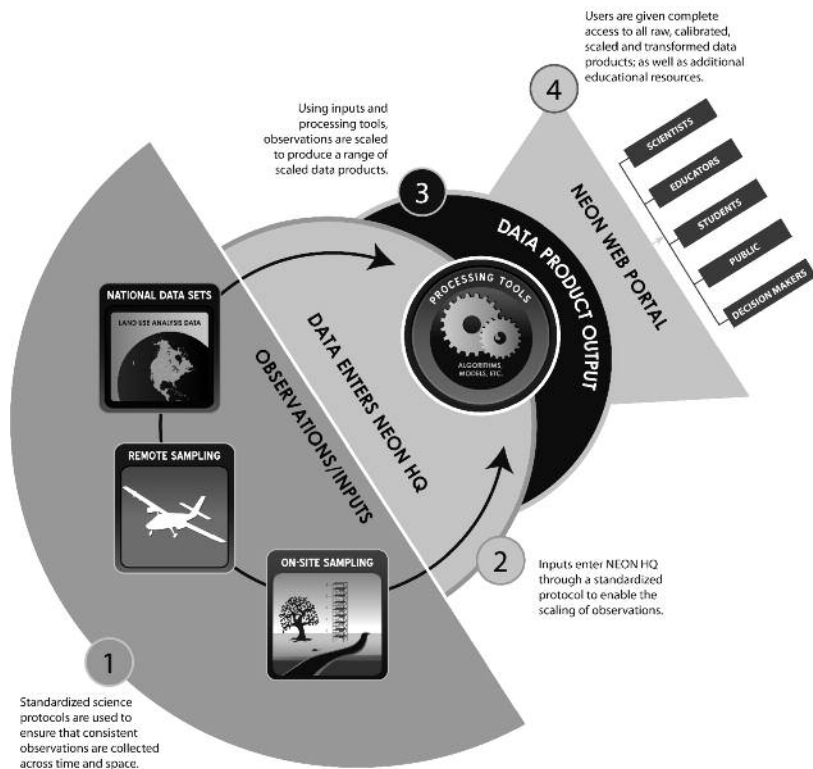 Users are given complete
access to all raw, calibrated,
scaled and transformed data
products; as well as additional
educational resources.
4
Using inputs and
processing tools,
observations are scaled
to produce a range of
scaled data products.
3
SCIENTISTS
EDUCATORS
STUDENTS
PUBLIC
DECISION MAKERS
NEON WEB PORTAL
DATA PRODUCT OUTPUT
PROCESSING TOOLS
ALGORITHMS,
MODELS, ETC.
DATA ENTERS NEON HQ
OBSERVATIONS/INPUTS
NATIONAL DATA SETS
LAND USE ANALYSIS DATA
REMOTE SAMPLING
ON-SITE SAMPLING
2
Inputs enter NEON HQ
through a standardized
protocol to enable the
scaling of observations.
1
Standardized science
protocols are used to
ensure that consistent
observations are collected
across time and space.